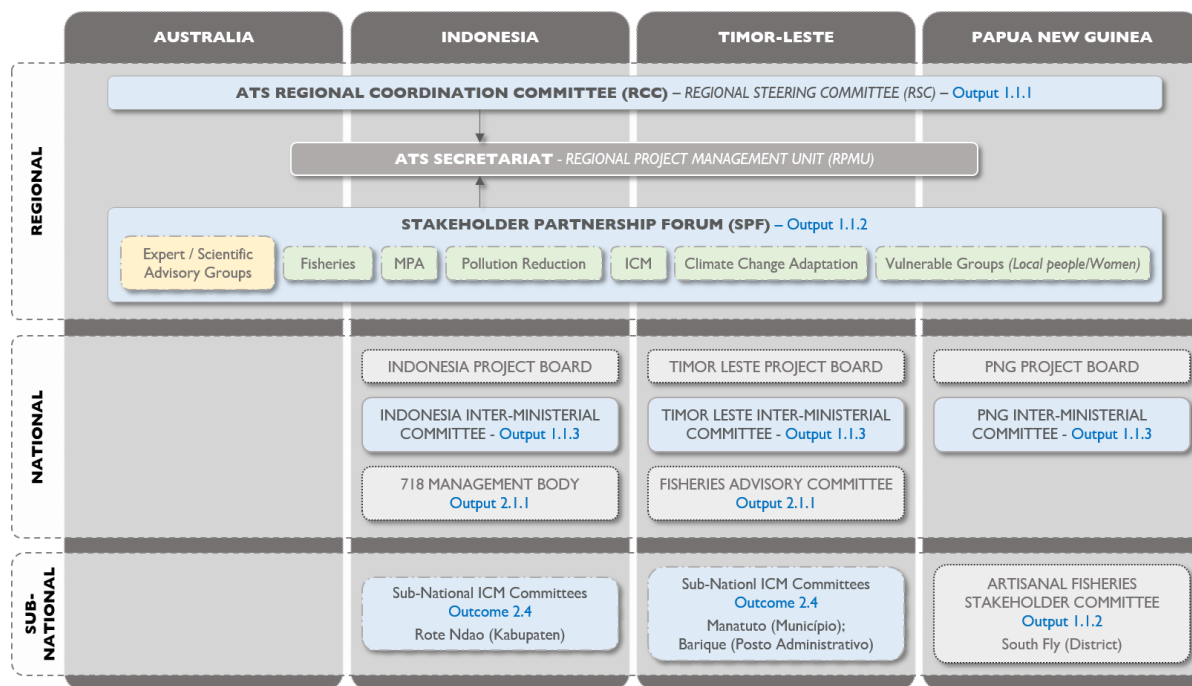 AUSTRALIA
INDONESIA
TIMOR-LESTE
PAPUA NEW GUINEA
REGIONAL
ATS REGIONAL COORDINATION COMMITTEE (RCC) – REGIONAL STEERING COMMITTEE (RSC) – Output 1.1.1
ATS SECRETARIAT - REGIONAL PROJECT MANAGEMENT UNIT (RPMU)
STAKEHOLDER PARTNERSHIP FORUM (SPF) – Output 1.1.2
Expert / Scientific
Advisory Groups
Fisheries
MPA
Pollution Reduction
ICM
Climate Change Adaptation
Vulnerable Groups (Local people/Women)
NATIONAL
INDONESIA PROJECT BOARD
TIMOR LESTE PROJECT BOARD
PNG PROJECT BOARD
INDONESIA INTER-MINISTERIAL
COMMITTEE - Output 1.1.3
TIMOR LESTE INTER-MINISTERIAL
COMMITTEE - Output 1.1.3
PNG INTER-MINISTERIAL
COMMITTEE - Output 1.1.3
718 MANAGEMENT BODY
Output 2.1.1
FISHERIES ADVISORY COMMITTEE
Output 2.1.1
SUB-
NATIONAL
Sub-National ICM Committees
Outcome 2.4
Rote Ndao (Kabupaten)
Sub-Nationl ICM Committees
Outcome 2.4
Manatuto (Município);
Barique (Posto Administrativo)
ARTISANAL FISHERIES
STAKEHOLDER COMMITTEE
Output 1.1.2
South Fly (District)